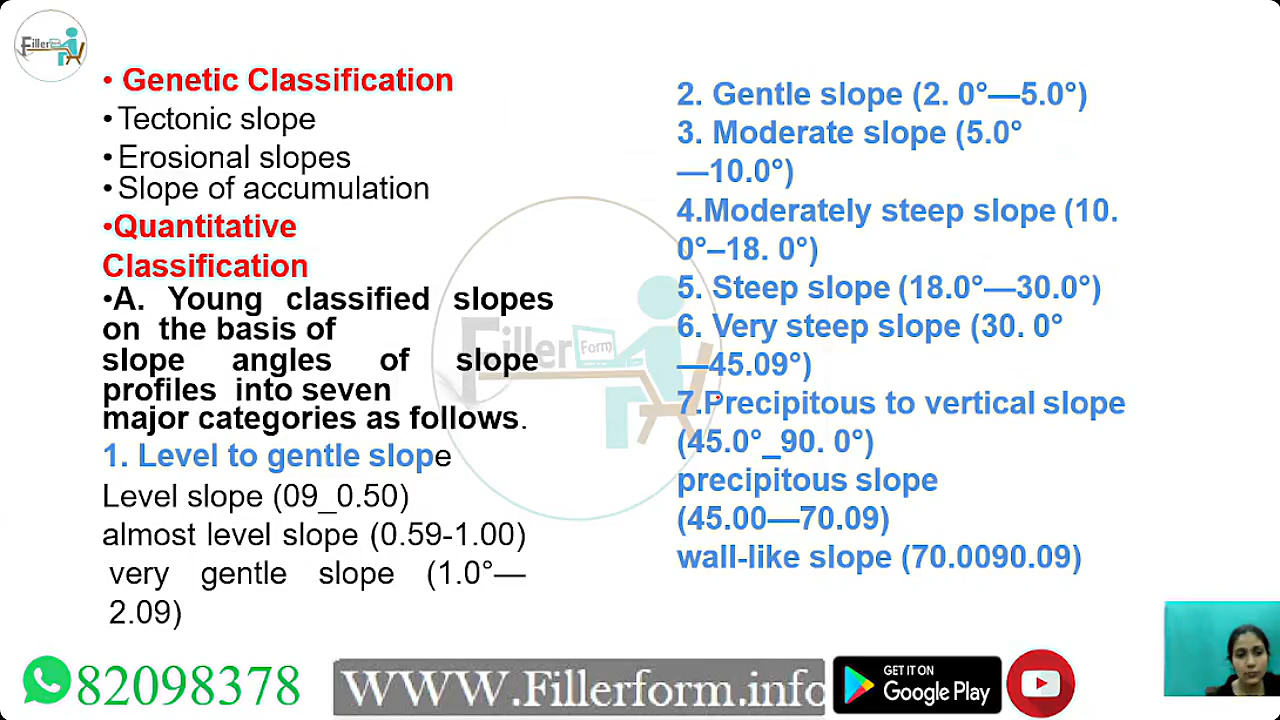 Filler
• Genetic Classification
• Tectonic slope
• Erosional slopes
• Slope of accumulation
•Quantitative
Classification
•A. Young classified slopes
on the basis of
slope angles of slope
profiles into seven
major categories as follows.
1. Level to gentle slope
Level slope (09_0.50)
almost level slope (0.59-1.00)
very gentle slope (1.0°—
2.09)
2. Gentle slope (2. 0°—5.0°)
3. Moderate slope (5.0°
—10.0°)
4.Moderately steep slope (10.
0°–18. 0°)
5. Steep slope (18.0°—30.0°)
6. Very steep slope (30. 0°
—45.09°)
7.Precipitous to vertical slope
(45.0°_90. 0°)
precipitous slope
(45.00—70.09)
wall-like slope (70.0090.09)
Filler Form
82098378
WWW.Fillerform.info
GET IT ON
Google Play